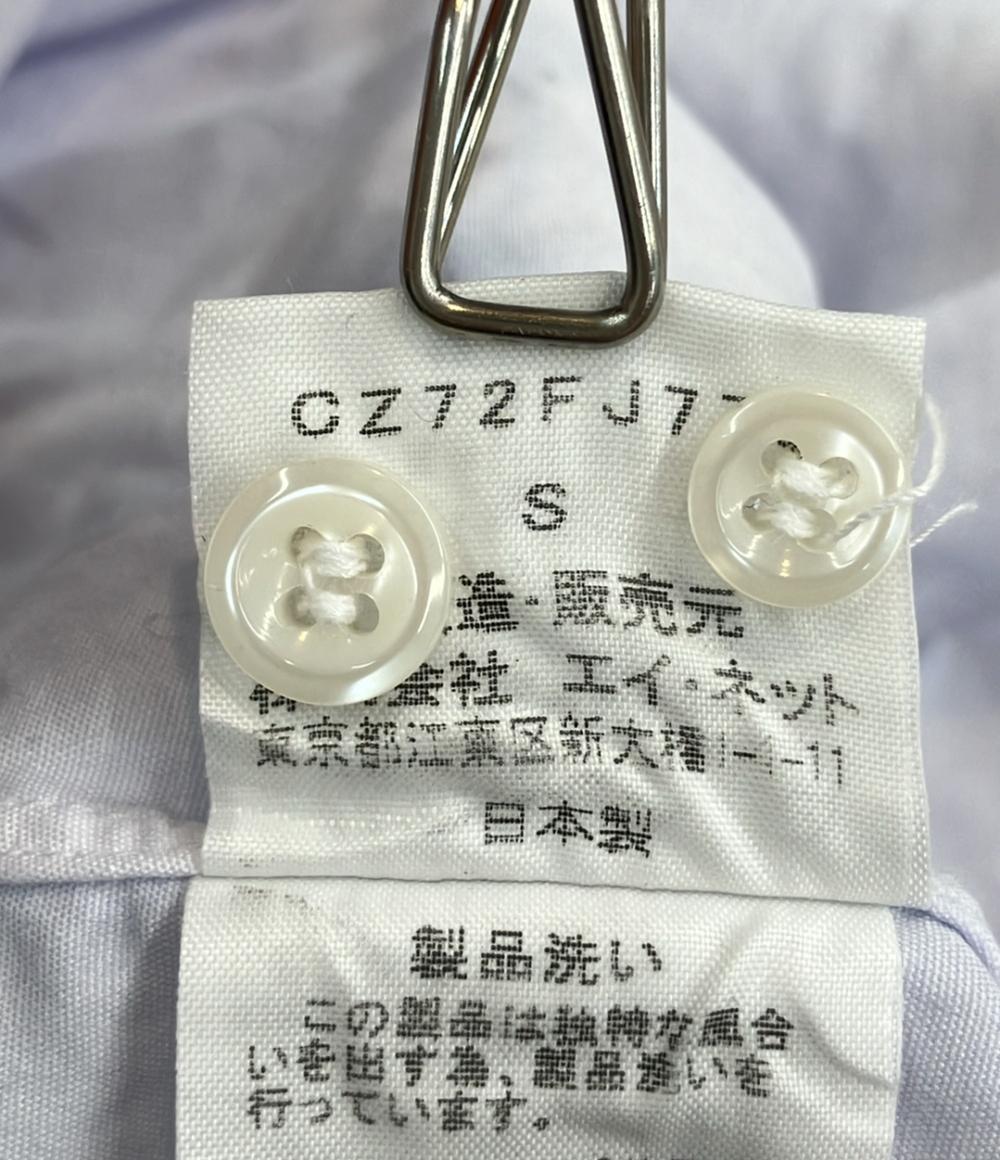 CZ72FJ7
S
造・販売元
会社 エイ・ネット
東京都江東区新大橋1-1-11
日本製
製品洗い
この製品は独特な風合
いを出す為、製品洗いを
行っています。